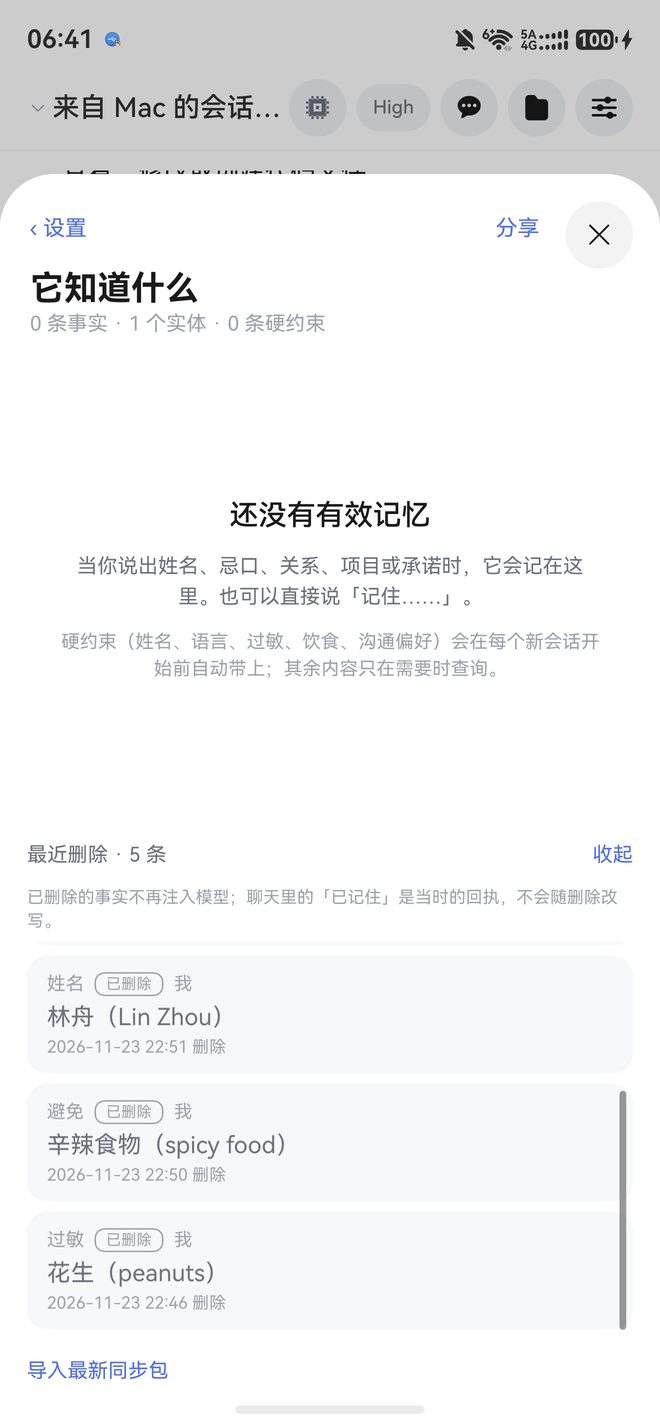 06:41
6
5A
4G
100
来自 Mac 的会话…
High
‹ 设置
分享
它知道什么
0 条事实 · 1 个实体 · 0 条硬约束
还没有有效记忆
当你说出姓名、忌口、关系、项目或承诺时，它会记在这
里。也可以直接说「记住……」。
硬约束（姓名、语言、过敏、饮食、沟通偏好）会在每个新会话开
始前自动带上；其余内容只在需要时查询。
最近删除 · 5 条
收起
已删除的事实不再注入模型；聊天里的「已记住」是当时的回执，不会随删除改
写。
姓名 已删除 我
林舟（Lin Zhou）
2026-11-23 22:51 删除
避免 已删除 我
辛辣食物（spicy food）
2026-11-23 22:50 删除
过敏 已删除 我
花生（peanuts）
2026-11-23 22:46 删除
导入最新同步包